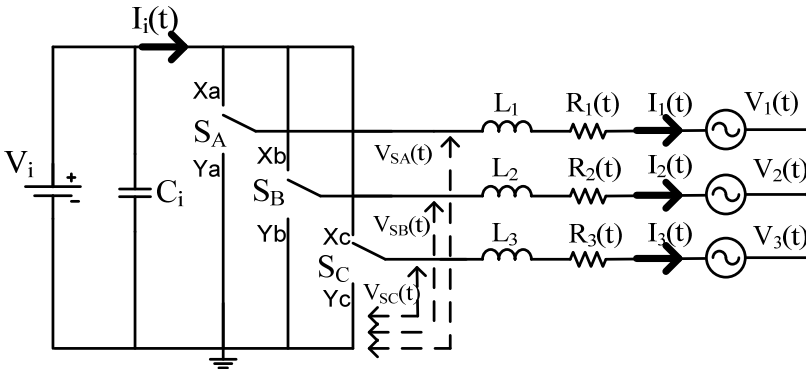 Ii(t)
Xa
SA
Ya
L1 R1(t) I1(t) V1(t)
VSA(t)
Vi
+
-
Ci
Xb
SB
Yb
L2 R2(t) I2(t) V2(t)
VSB(t)
Xc
SC
Yc
L3 R3(t) I3(t) V3(t)
VSC(t)